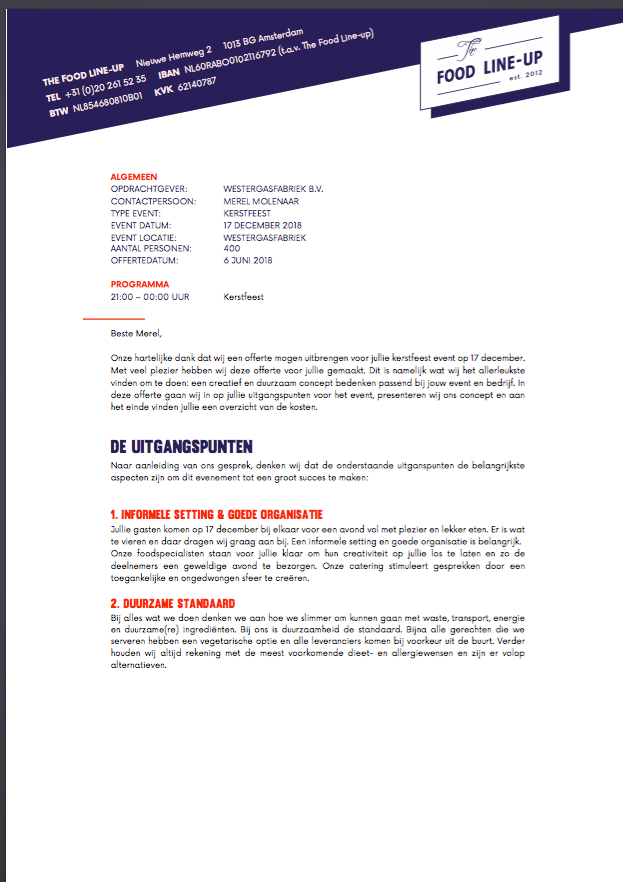 THE FOOD LINE-UP Nieuwe Hemweg 2 1013 BG Amsterdam
TEL +31 (0)20 261 52 35 IBAN NL60RABO0102116792 (t.a.v. The Food Line-up)
BTW NL854680810B01 KVK 62140787
The
FOOD LINE-UP
est. 2012
ALGEMEEN
OPDRACHTGEVER: WESTERGASFABRIEK B.V.
CONTACTPERSOON: MEREL MOLENAAR
TYPE EVENT: KERSTFEEST
EVENT DATUM: 17 DECEMBER 2018
EVENT LOCATIE: WESTERGASFABRIEK
AANTAL PERSONEN: 400
OFFERTEDATUM: 6 JUNI 2018
PROGRAMMA
21:00 – 00:00 UUR Kerstfeest
Beste Merel,
Onze hartelijke dank dat wij een offerte mogen uitbrengen voor jullie kerstfeest event op 17 december.
Met veel plezier hebben wij deze offerte voor jullie gemaakt. Dit is namelijk wat wij het allerleukste
vinden om te doen: een creatief en duurzaam concept bedenken passend bij jouw event en bedrijf. In
deze offerte gaan wij in op jullie uitgangspunten voor het event, presenteren wij ons concept en aan
het einde vinden jullie een overzicht van de kosten.
DE UITGANGSPUNTEN
Naar aanleiding van ons gesprek, denken wij dat de onderstaande uitganspunten de belangrijkste
aspecten zijn om dit evenement tot een groot succes te maken:
1. INFORMELE SETTING & GOEDE ORGANISATIE
Jullie gasten komen op 17 december bij elkaar voor een avond vol met plezier en lekker eten. Er is wat
te vieren en daar dragen wij graag aan bij. Een informele setting en goede organisatie is belangrijk.
Onze foodspecialisten staan voor jullie klaar om hun creativiteit op jullie los te laten en zo de
deelnemers een geweldige avond te bezorgen. Onze catering stimuleert gesprekken door een
toegankelijke en ongedwongen sfeer te creëren.
2. DUURZAME STANDAARD
Bij alles wat we doen denken we aan hoe we slimmer om kunnen gaan met waste, transport, energie
en duurzame(re) ingrediënten. Bij ons is duurzaamheid de standaard. Bijna alle gerechten die we
serveren hebben een vegetarische optie en alle leveranciers komen bij voorkeur uit de buurt. Verder
houden wij altijd rekening met de meest voorkomende dieet- en allergiewensen en zijn er volop
alternatieven.